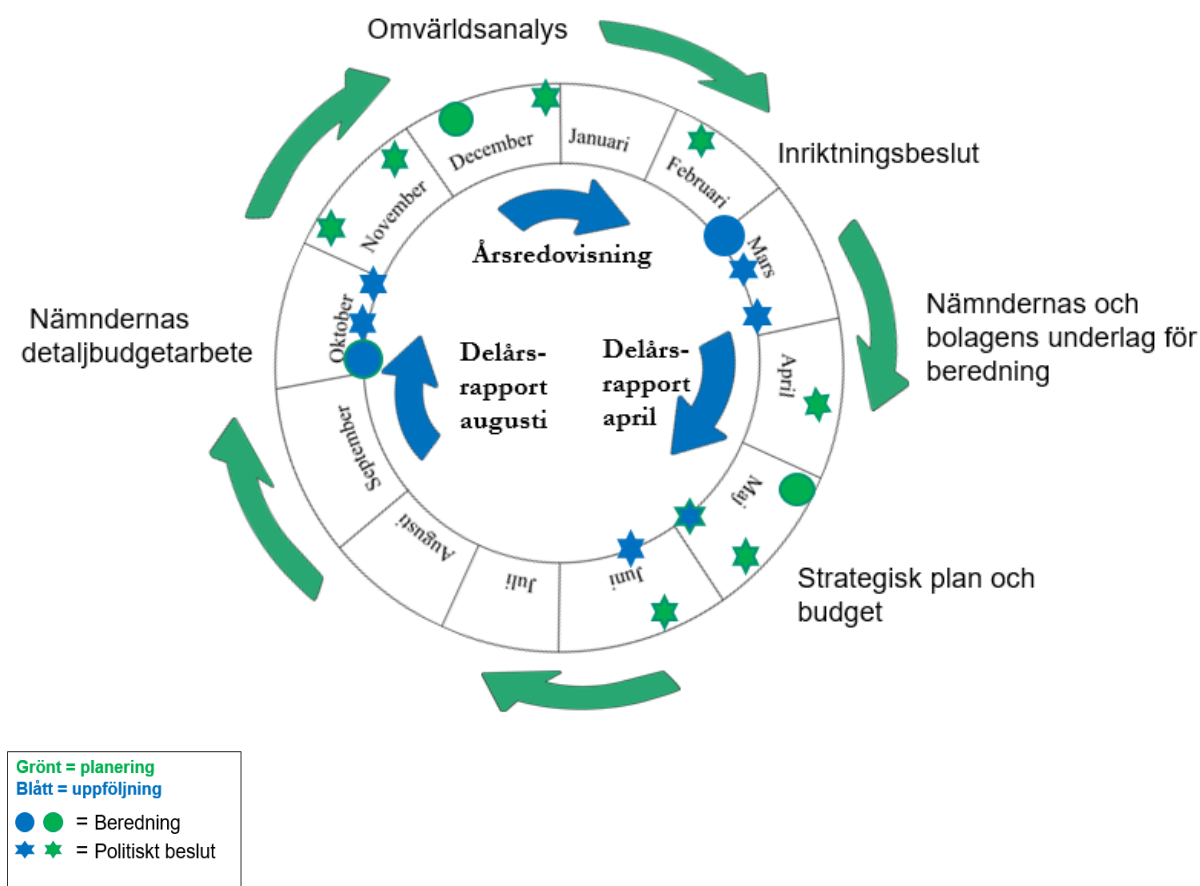 Omvärldsanalys
Inriktningsbeslut
Nämndernas och
bolagens underlag för
beredning
Strategisk plan och
budget
Nämndernas
detaljbudgetarbete
Januari
Februari
Mars
April
Maj
Juni
Juli
Augusti
September
Oktober
November
December
Årsredovisning
Delårs-
rapport
april
Delårs-
rapport
augusti
Grönt = planering
Blått = uppföljning
= Beredning
= Politiskt beslut